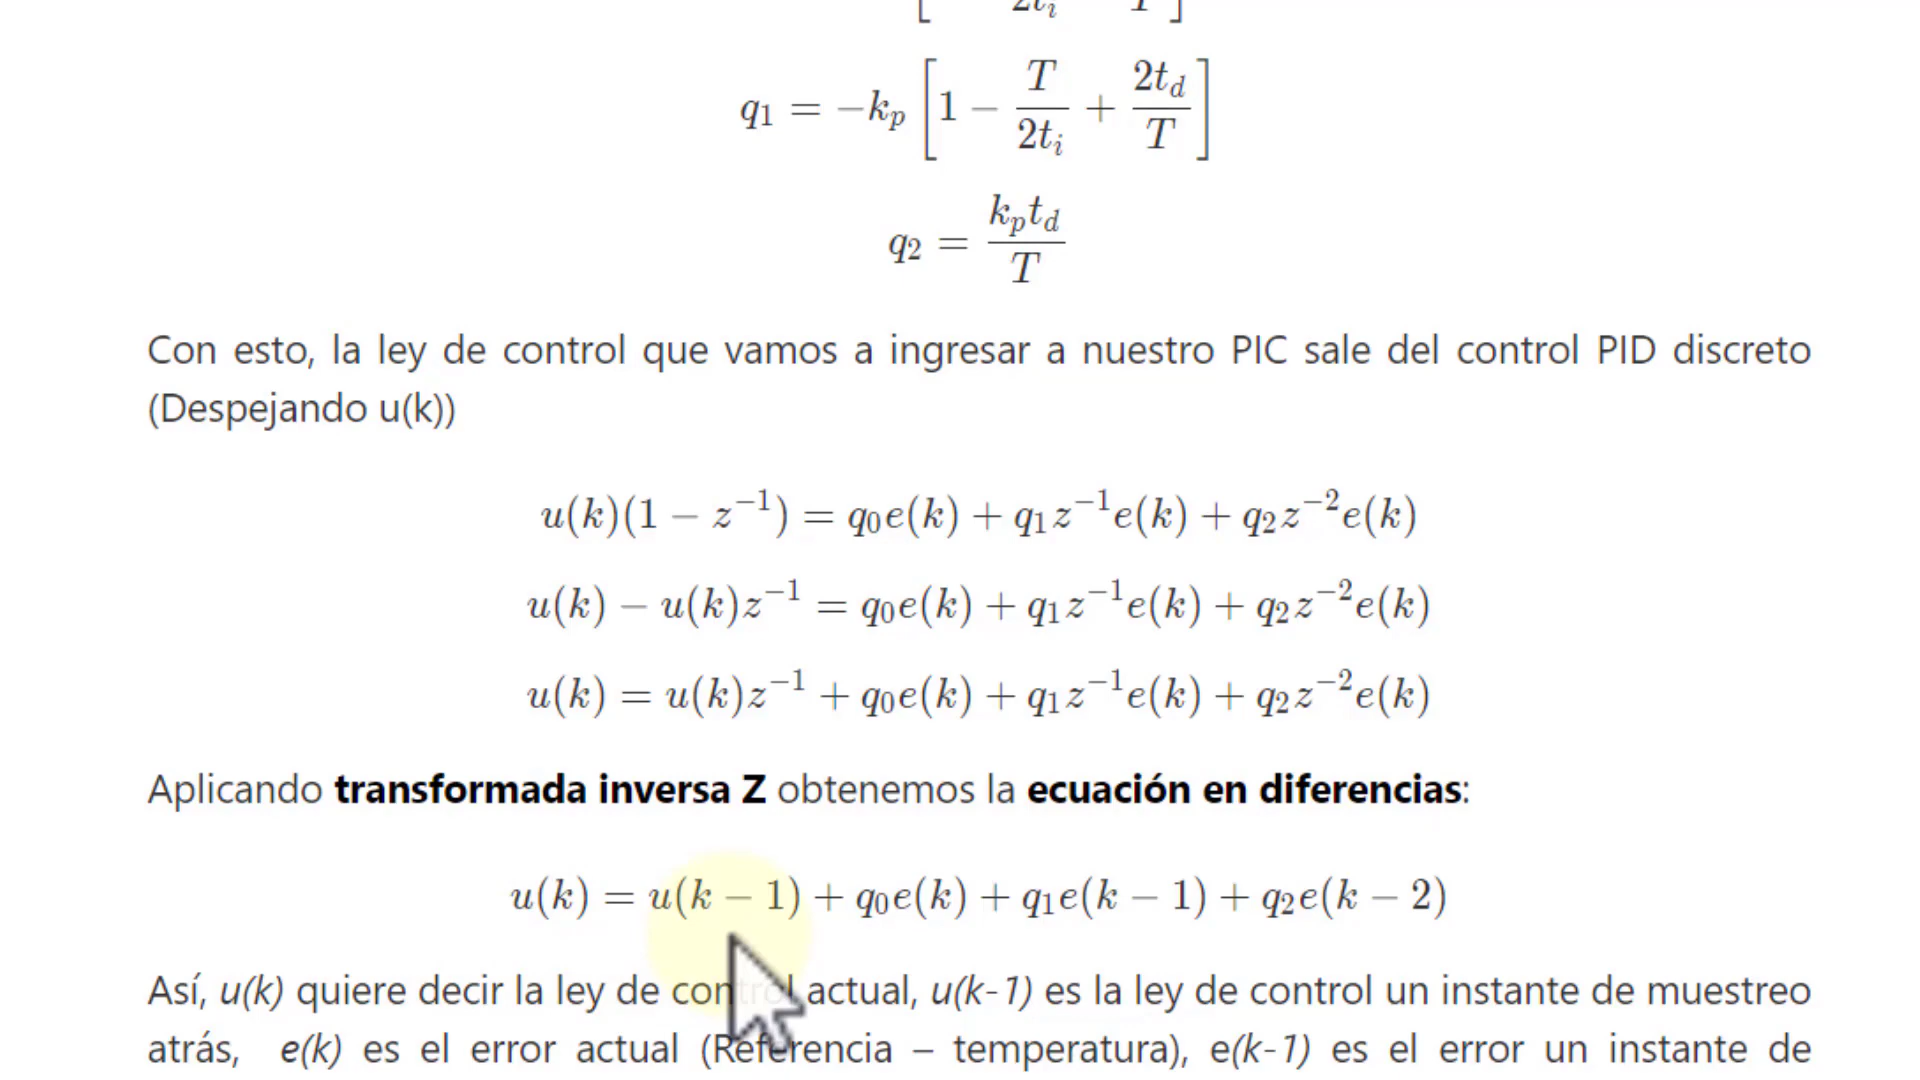 2tᵢ T
q₁ = −kₚ [1 − T/2tᵢ + 2t_d/T]
q₂ = kₚt_d/T
Con esto, la ley de control que vamos a ingresar a nuestro PIC sale del control PID discreto
(Despejando u(k))
u(k)(1 − z⁻¹) = q₀e(k) + q₁z⁻¹e(k) + q₂z⁻²e(k)
u(k) − u(k)z⁻¹ = q₀e(k) + q₁z⁻¹e(k) + q₂z⁻²e(k)
u(k) = u(k)z⁻¹ + q₀e(k) + q₁z⁻¹e(k) + q₂z⁻²e(k)
Aplicando transformada inversa Z obtenemos la ecuación en diferencias:
u(k) = u(k − 1) + q₀e(k) + q₁e(k − 1) + q₂e(k − 2)
Así, u(k) quiere decir la ley de control actual, u(k-1) es la ley de control un instante de muestreo
atrás, e(k) es el error actual (Referencia – temperatura), e(k-1) es el error un instante de